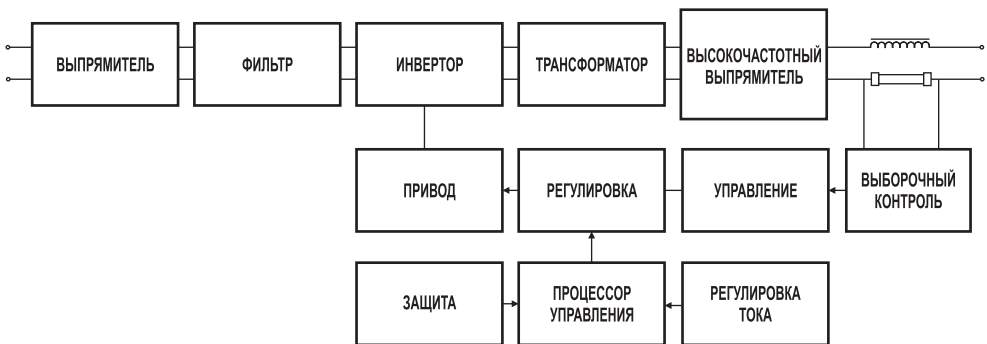 ВЫПРЯМИТЕЛЬ
ФИЛЬТР
ИНВЕРТОР
ТРАНСФОРМАТОР
ВЫСОКОЧАСТОТНЫЙ
ВЫПРЯМИТЕЛЬ
ПРИВОД
РЕГУЛИРОВКА
УПРАВЛЕНИЕ
ВЫБОРОЧНЫЙ
КОНТРОЛЬ
ЗАЩИТА
ПРОЦЕССОР
УПРАВЛЕНИЯ
РЕГУЛИРОВКА
ТОКА